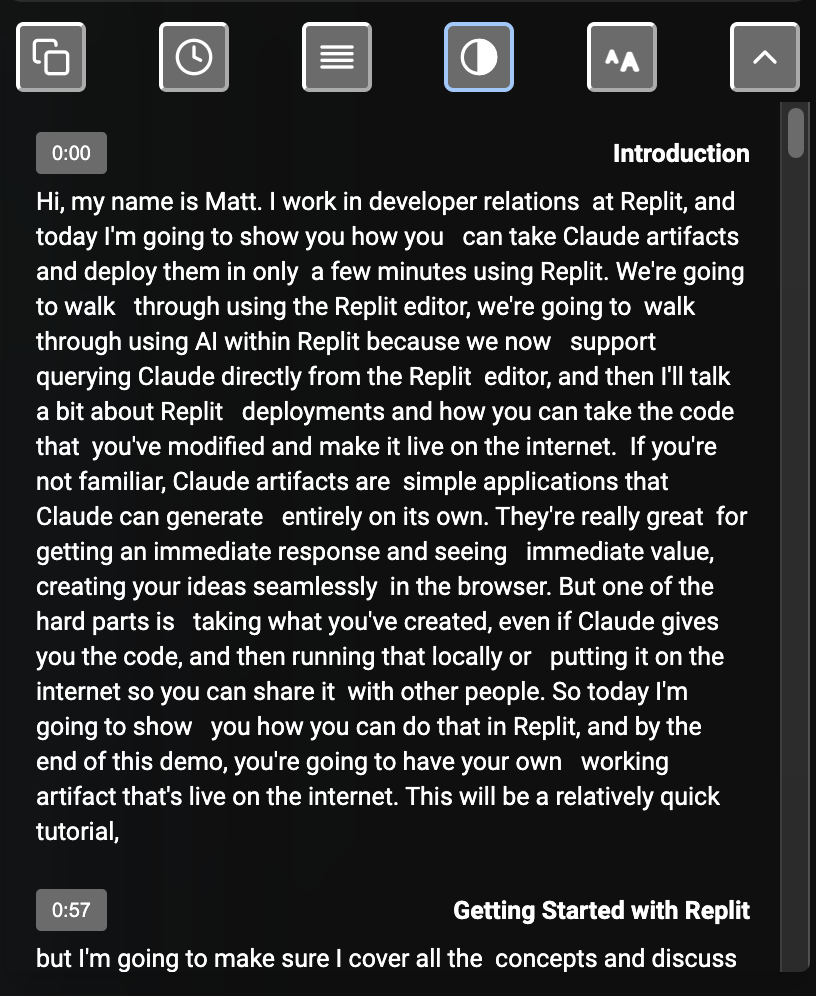 AA
0:00 Introduction
Hi, my name is Matt. I work in developer relations  at Replit, and
today I'm going to show you how you   can take Claude artifacts
and deploy them in only  a few minutes using Replit. We're going
to walk   through using the Replit editor, we're going to  walk
through using AI within Replit because we now   support
querying Claude directly from the Replit  editor, and then I'll talk
a bit about Replit   deployments and how you can take the code
that  you've modified and make it live on the internet.  If you're
not familiar, Claude artifacts are  simple applications that
Claude can generate   entirely on its own. They're really great  for
getting an immediate response and seeing   immediate value,
creating your ideas seamlessly  in the browser. But one of the
hard parts is   taking what you've created, even if Claude gives
you the code, and then running that locally or   putting it on the
internet so you can share it  with other people. So today I'm
going to show   you how you can do that in Replit, and by the
end of this demo, you're going to have your own   working
artifact that's live on the internet. This will be a relatively quick
tutorial,
0:57 Getting Started with Replit
but I'm going to make sure I cover all the  concepts and discuss